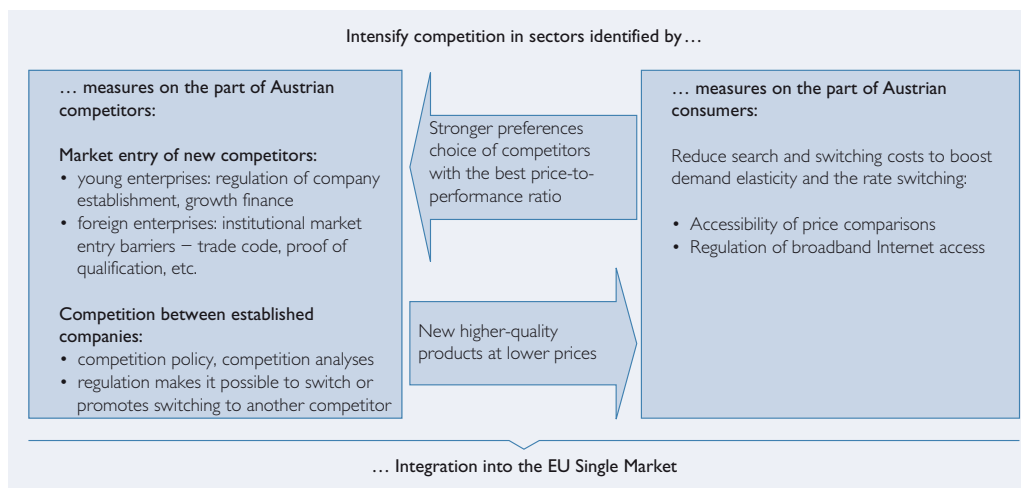 Intensify competition in sectors identified by …
… measures on the part of Austrian
competitors:
Market entry of new competitors:
• young enterprises: regulation of company
establishment, growth finance
• foreign enterprises: institutional market
entry barriers – trade code, proof of
qualification, etc.
Competition between established
companies:
• competition policy, competition analyses
• regulation makes it possible to switch or
promotes switching to another competitor
Stronger preferences
choice of competitors
with the best price-to-
performance ratio
New higher-quality
products at lower prices
… measures on the part of Austrian
consumers:
Reduce search and switching costs to boost
demand elasticity and the rate switching:
• Accessibility of price comparisons
• Regulation of broadband Internet access
… Integration into the EU Single Market